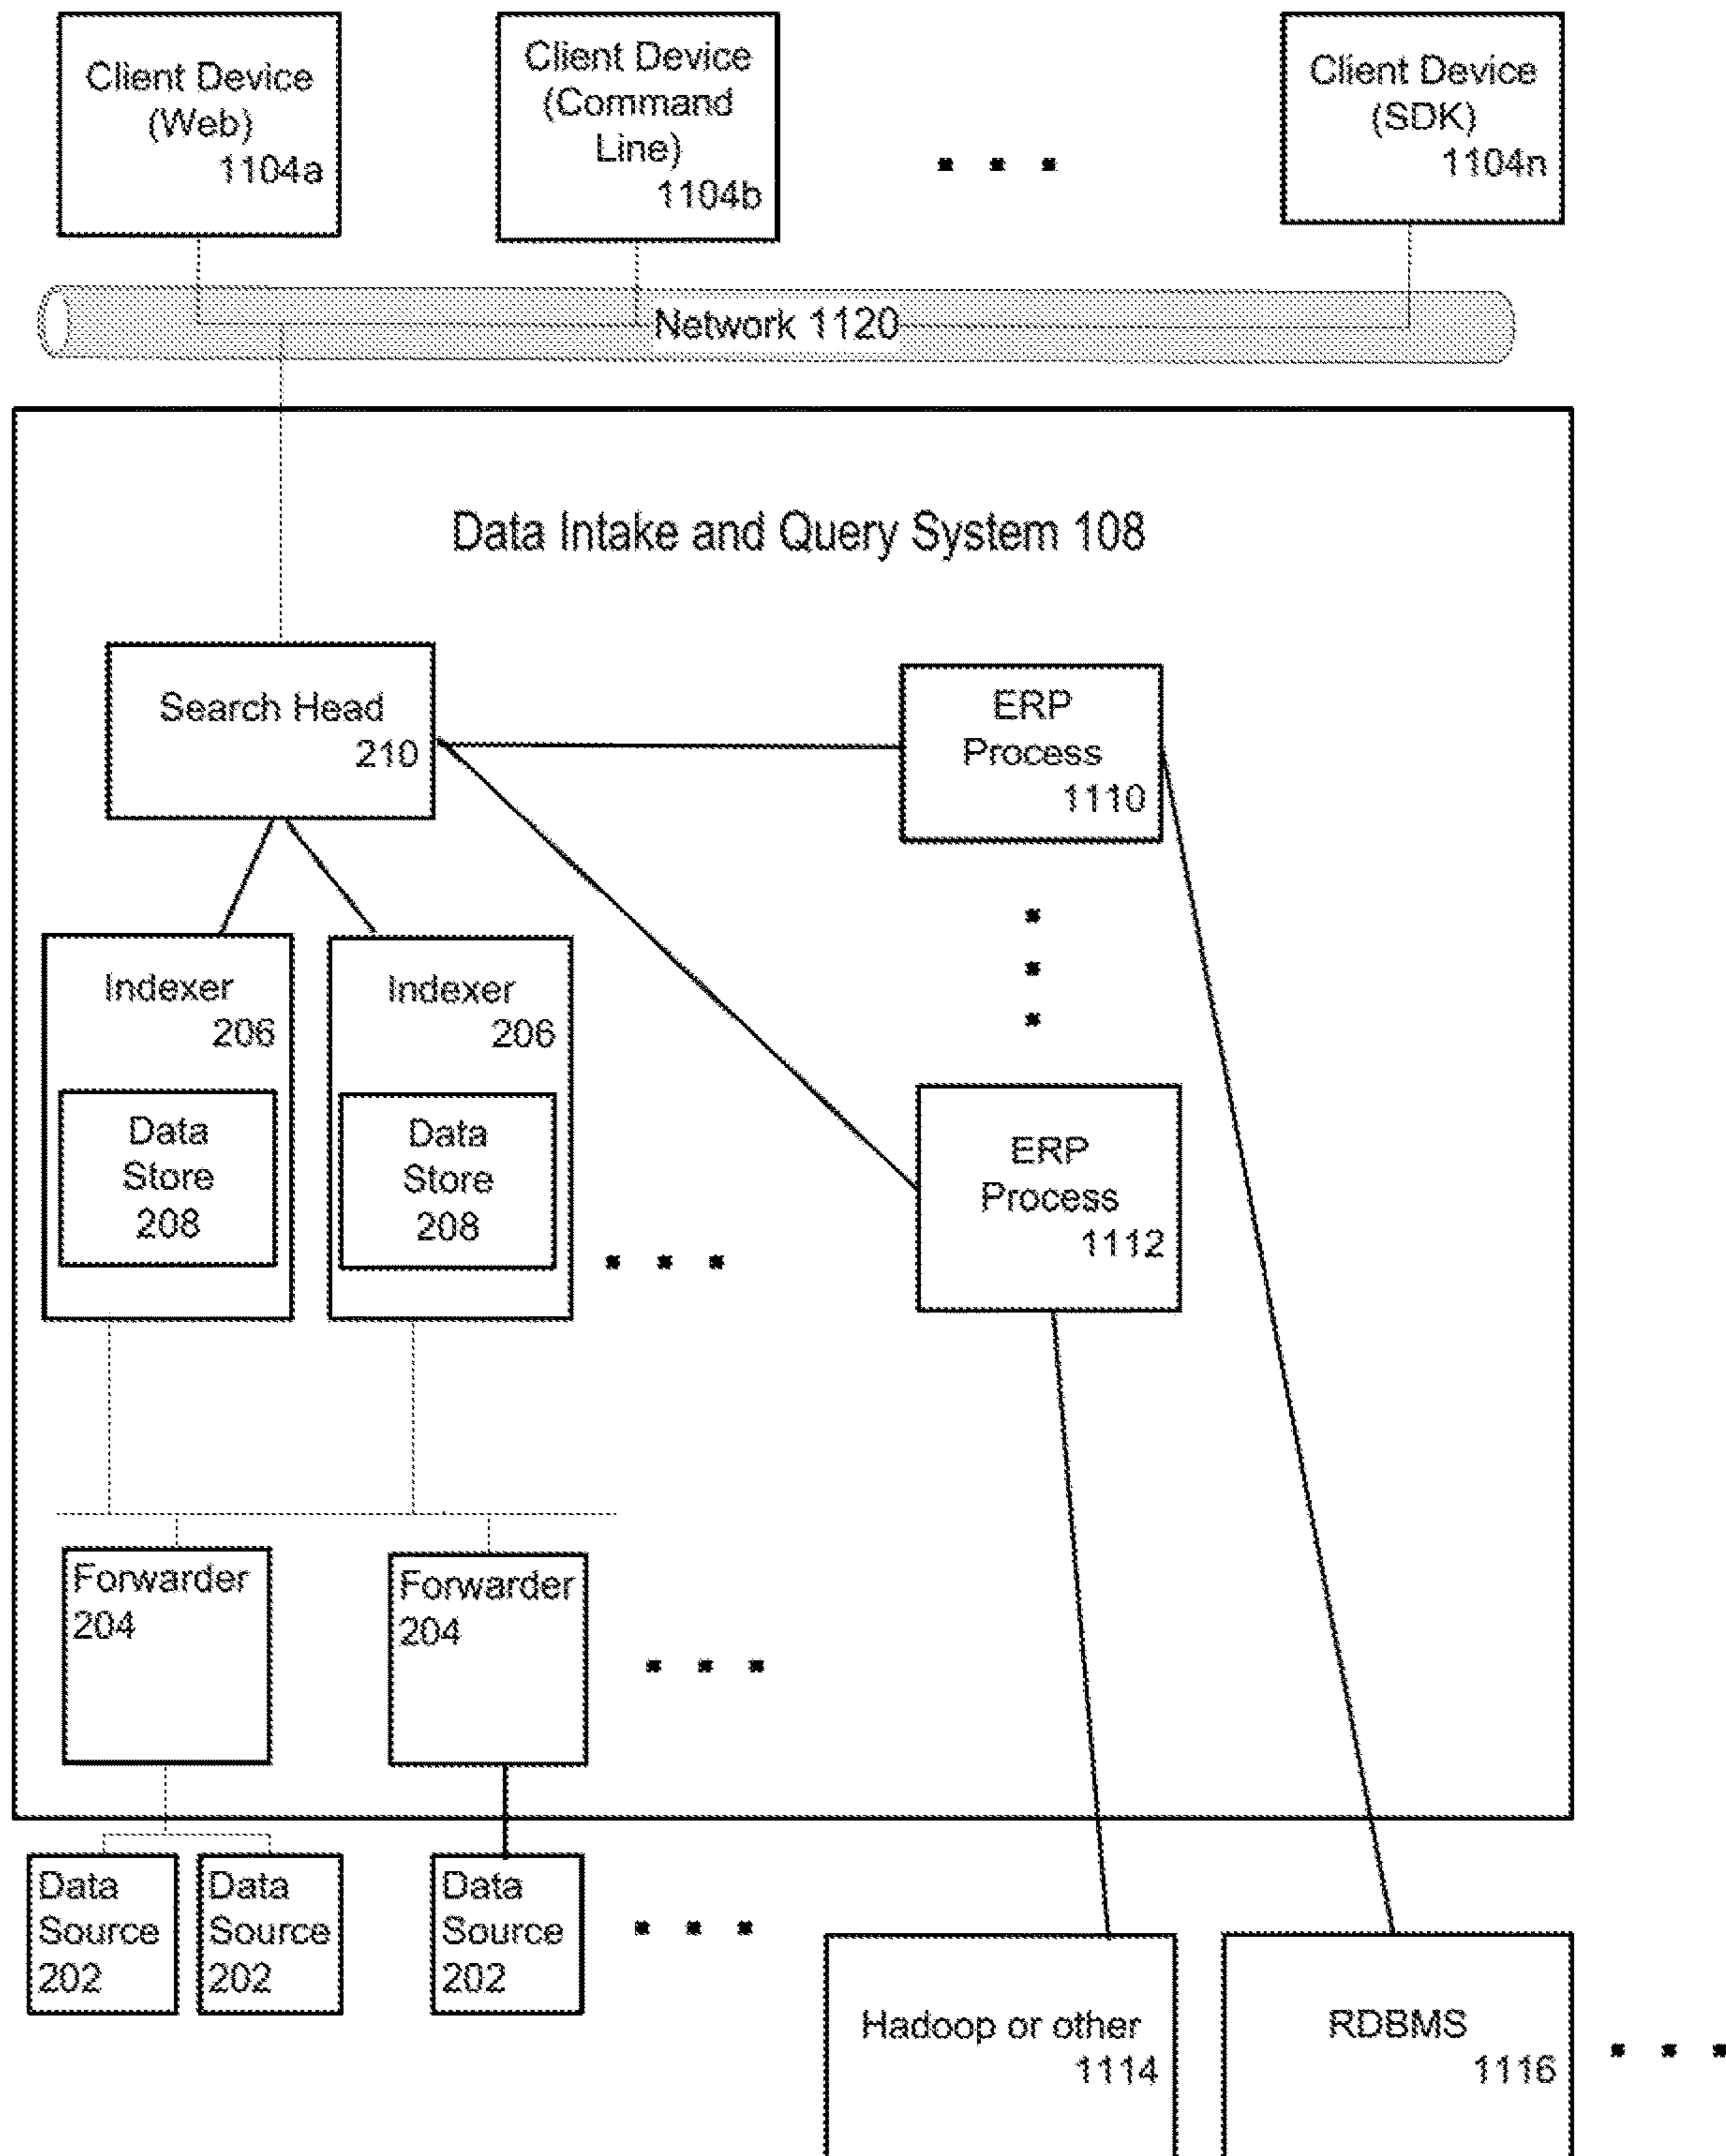 Client Device
(Web)
1104a
Client Device
(Command
Line)
1104b
Client Device
(SDK)
1104n
Network 1120
Data Intake and Query System 108
Search Head
210
ERP
Process
1110
Indexer
206
Data
Store
208
Indexer
206
Data
Store
208
ERP
Process
1112
Forwarder
204
Forwarder
204
Data
Source
202
Data
Source
202
Data
Source
202
Hadoop or other
1114
RDBMS
1116